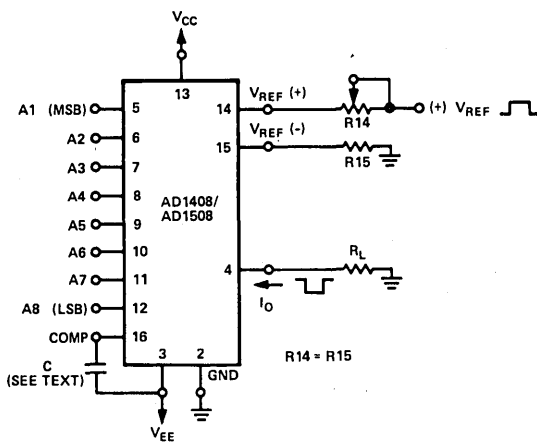 VCC
13
A1 (MSB) 5
A2 6
A3 7
A4 8
A5 9
A6 10
A7 11
A8 (LSB) 12
COMP 16
C
(SEE TEXT)
AD1408/
AD1508
14 VREF (+)
R14
(+) VREF
15 VREF (-)
R15
4
RL
IO
R14 = R15
3
2
GND
VEE